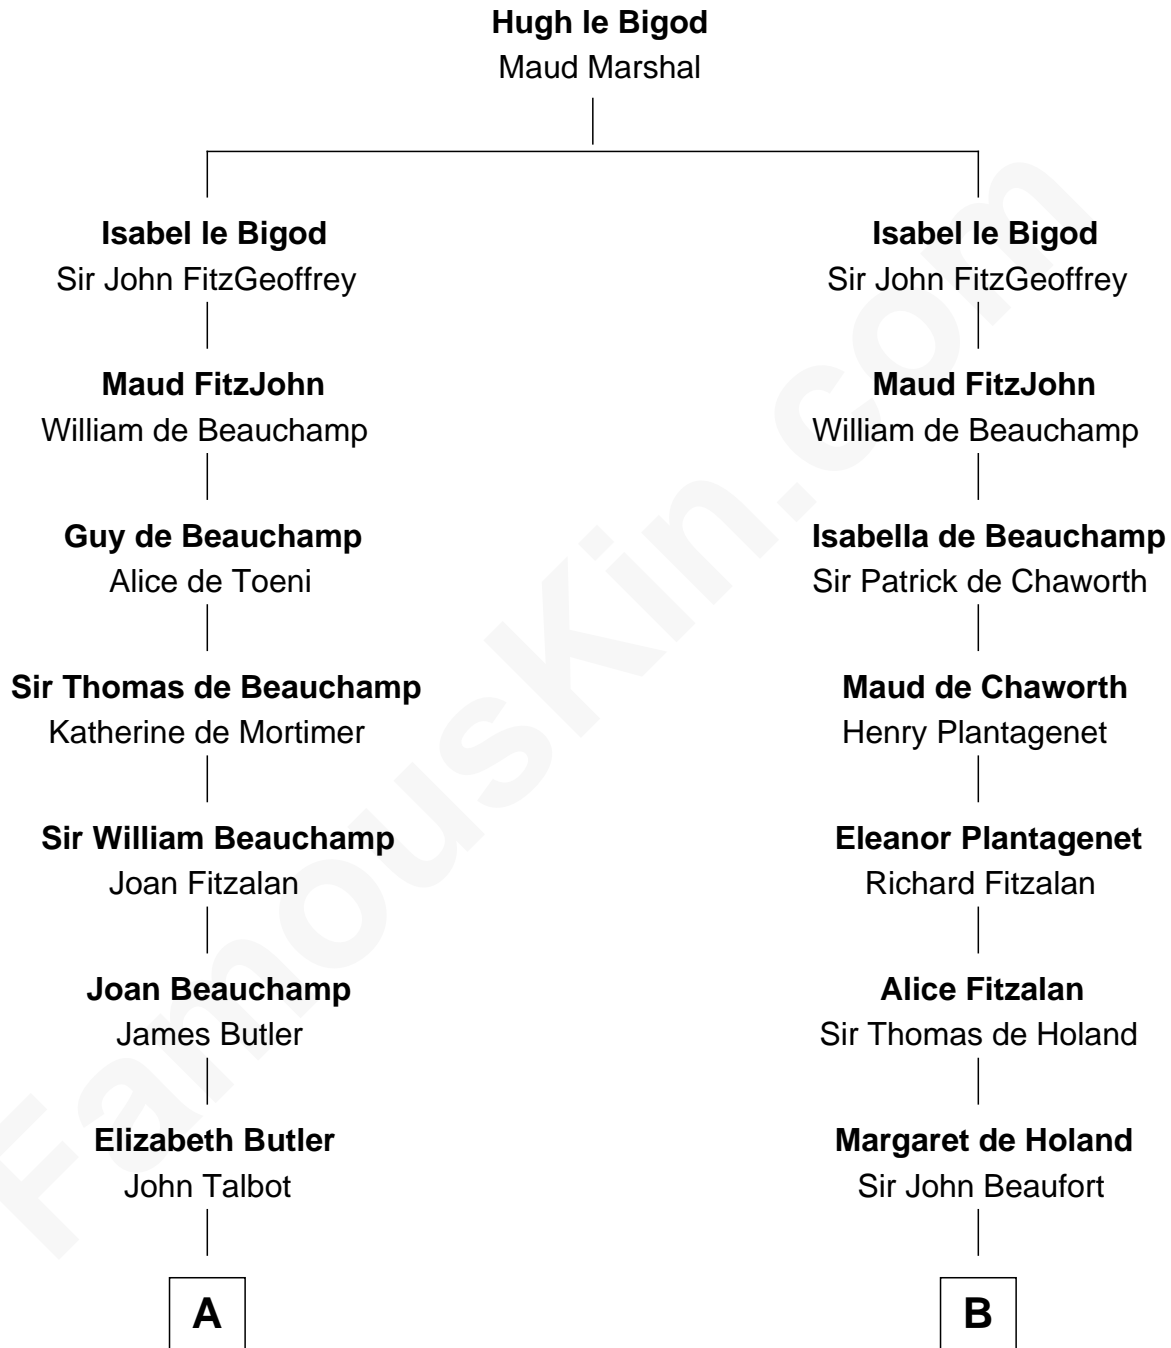 Hugh le Bigod
Maud Marshal
Isabel le Bigod
Sir John FitzGeoffrey
Isabel le Bigod
Sir John FitzGeoffrey
Maud FitzJohn
William de Beauchamp
Maud FitzJohn
William de Beauchamp
Guy de Beauchamp
Alice de Toeni
Isabella de Beauchamp
Sir Patrick de Chaworth
Sir Thomas de Beauchamp
Katherine de Mortimer
Maud de Chaworth
Henry Plantagenet
Sir William Beauchamp
Joan Fitzalan
Eleanor Plantagenet
Richard Fitzalan
Joan Beauchamp
James Butler
Alice Fitzalan
Sir Thomas de Holand
Elizabeth Butler
John Talbot
Margaret de Holand
Sir John Beaufort
A
B
FamousKin.com